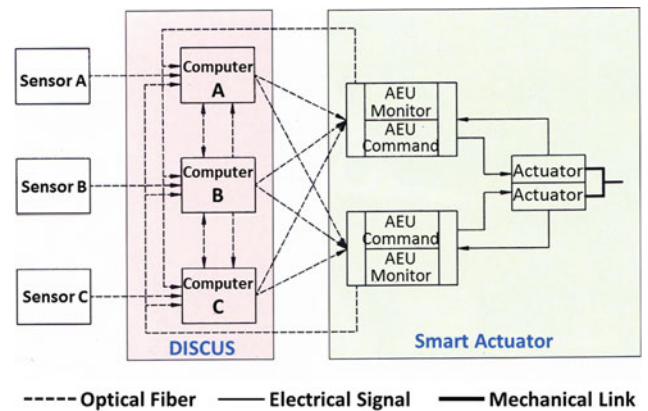 Sensor A
Sensor B
Sensor C
Computer
A
Computer
B
Computer
C
DISCUS
AEU
Monitor
AEU
Command
AEU
Command
AEU
Monitor
Actuator
Actuator
Smart Actuator
Optical Fiber
Electrical Signal
Mechanical Link